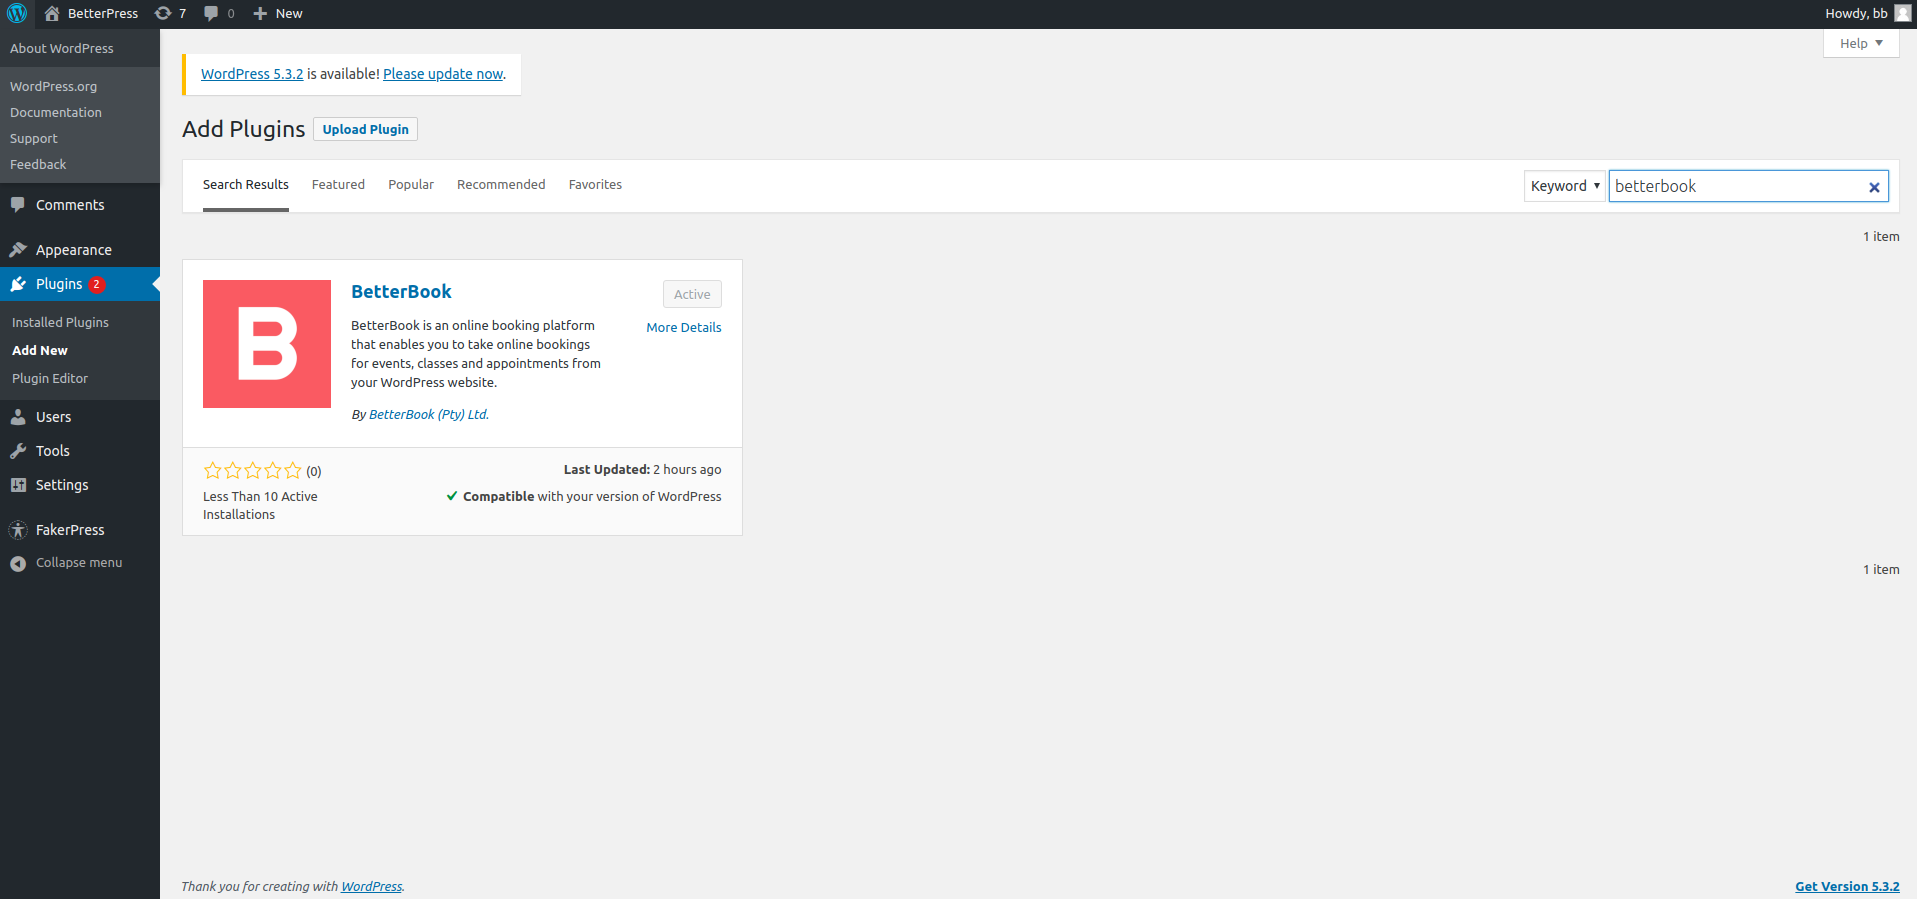 BetterPress 7 0 New Howdy, bb
About WordPress
WordPress.org
Documentation
Support
Feedback
Comments
Appearance
Plugins 2
Installed Plugins
Add New
Plugin Editor
Users
Tools
Settings
FakerPress
Collapse menu
Help
WordPress 5.3.2 is available! Please update now.
Add Plugins Upload Plugin
Search Results Featured Popular Recommended Favorites Keyword betterbook
1 item
B
BetterBook
Active
More Details
BetterBook is an online booking platform
that enables you to take online bookings
for events, classes and appointments from
your WordPress website.
By BetterBook (Pty) Ltd.
(0)
Less Than 10 Active
Installations
Last Updated: 2 hours ago
Compatible with your version of WordPress
1 item
Thank you for creating with WordPress.
Get Version 5.3.2